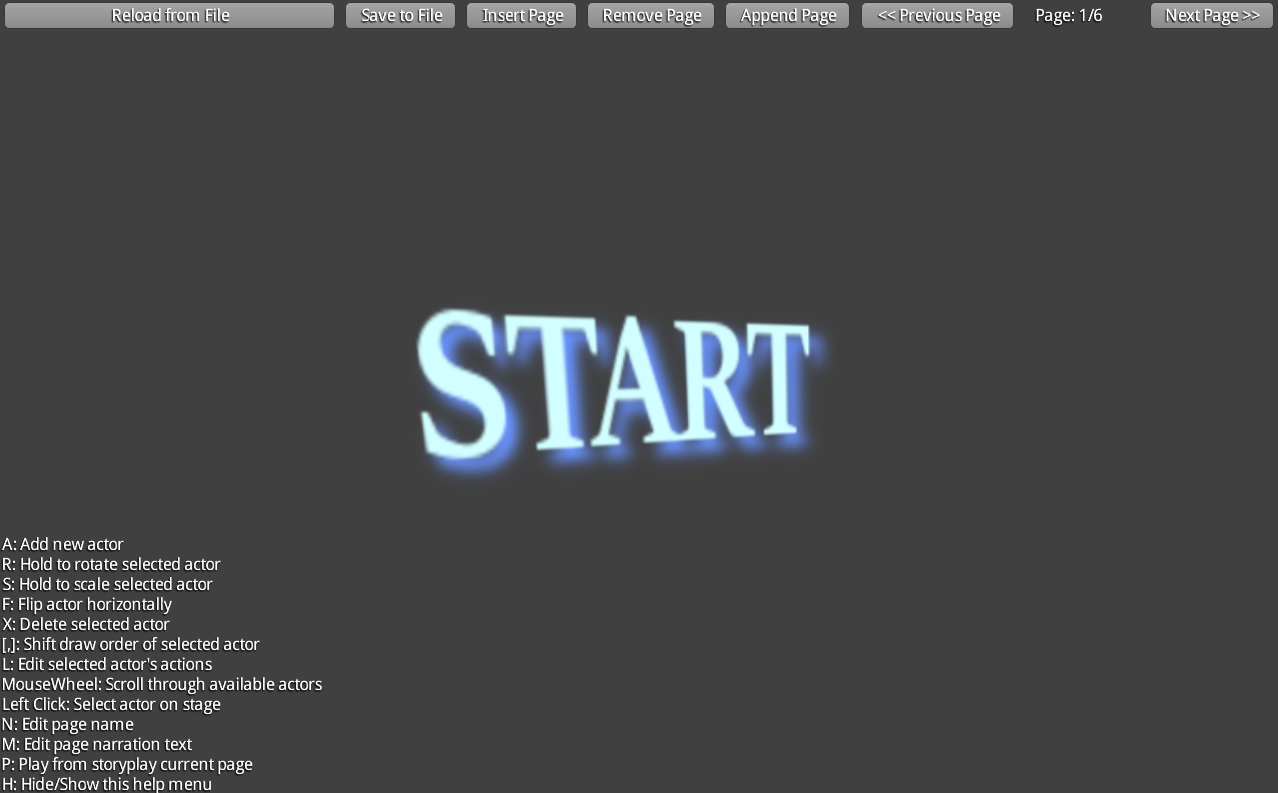 Reload from File Save to File Insert Page Remove Page Append Page << Previous Page Page: 1/6 Next Page >>
START
A: Add new actor
R: Hold to rotate selected actor
S: Hold to scale selected actor
F: Flip actor horizontally
X: Delete selected actor
[,]: Shift draw order of selected actor
L: Edit selected actor's actions
MouseWheel: Scroll through available actors
Left Click: Select actor on stage
N: Edit page name
M: Edit page narration text
P: Play from storyplay current page
H: Hide/Show this help menu